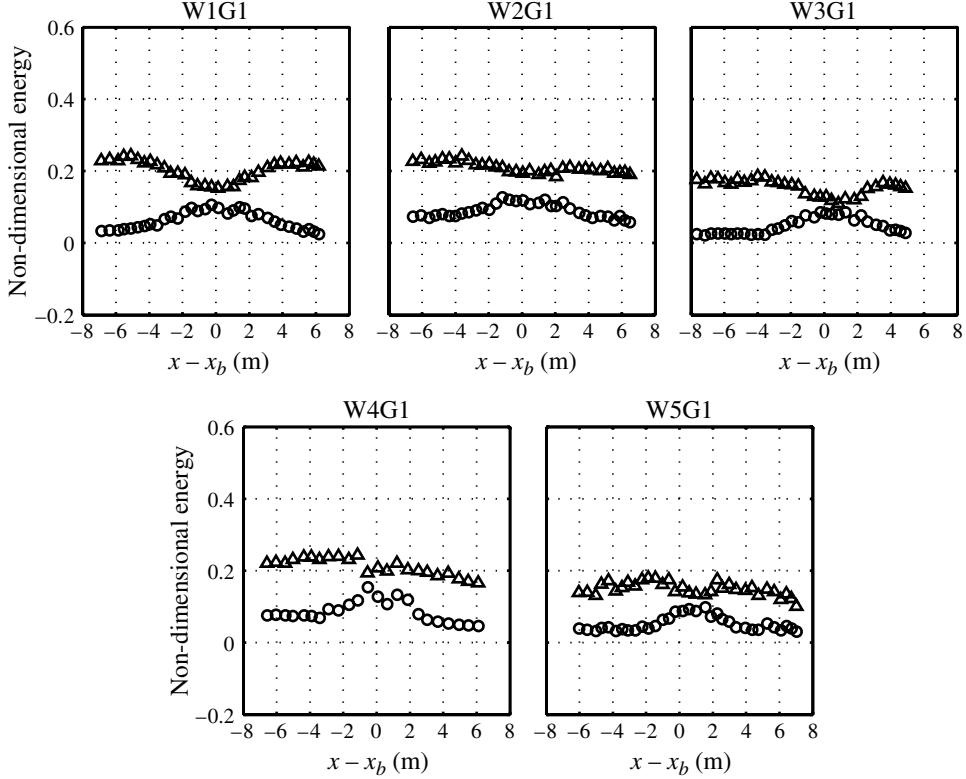 W1G1 W2G1 W3G1
Non-dimensional energy
0.6
0.4
0.2
0
−0.2
−8 −6 −4 −2 0 2 4 6 8 −8 −6 −4 −2 0 2 4 6 8 −8 −6 −4 −2 0 2 4 6 8
x – x_b (m) x – x_b (m) x – x_b (m)
W4G1 W5G1
Non-dimensional energy
0.6
0.4
0.2
0
−0.2
−8 −6 −4 −2 0 2 4 6 8 −8 −6 −4 −2 0 2 4 6 8
x – x_b (m) x – x_b (m)